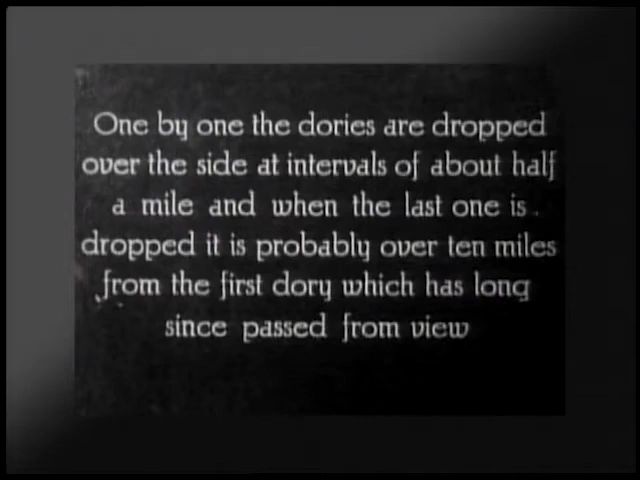 One by one the dories are dropped
over the side at intervals of about half
a mile and when the last one is
dropped it is probably over ten miles
from the first dory which has long
since passed from view